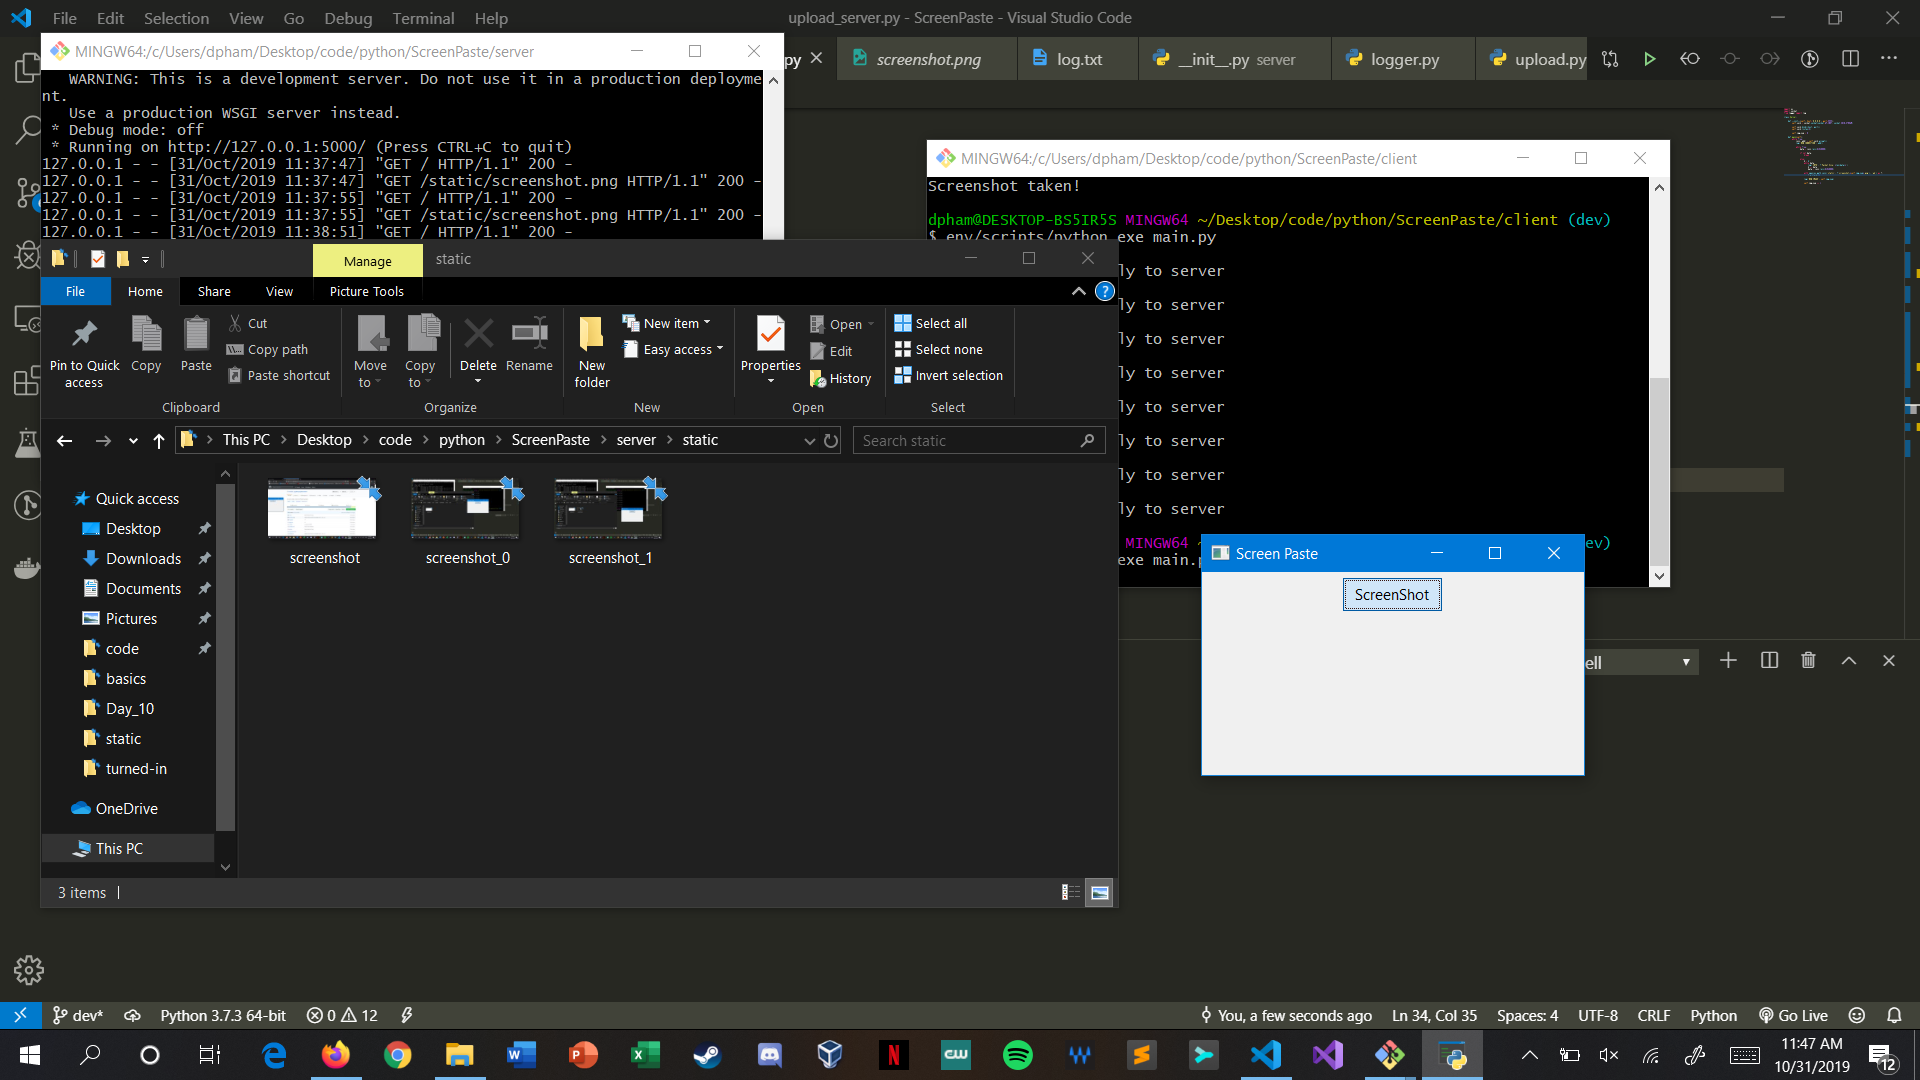 File Edit Selection View Go Debug Terminal Help
upload_server.py - ScreenPaste - Visual Studio Code
MINGW64:/c/Users/dpham/Desktop/code/python/ScreenPaste/server
py
screenshot.png
log.txt
__init__.py server
logger.py
upload.py
WARNING: This is a development server. Do not use it in a production deployme
nt.
Use a production WSGI server instead.
* Debug mode: off
* Running on http://127.0.0.1:5000/ (Press CTRL+C to quit)
127.0.0.1 - - [31/Oct/2019 11:37:47] "GET / HTTP/1.1" 200 -
127.0.0.1 - - [31/Oct/2019 11:37:47] "GET /static/screenshot.png HTTP/1.1" 200 -
127.0.0.1 - - [31/Oct/2019 11:37:55] "GET / HTTP/1.1" 200 -
127.0.0.1 - - [31/Oct/2019 11:37:55] "GET /static/screenshot.png HTTP/1.1" 200 -
127.0.0.1 - - [31/Oct/2019 11:38:51] "GET / HTTP/1.1" 200 -
MINGW64:/c/Users/dpham/Desktop/code/python/ScreenPaste/client
Screenshot taken!
dpham@DESKTOP-BS5IR5S MINGW64 ~/Desktop/code/python/ScreenPaste/client (dev)
$ env/scripts/python exe main.py
ly to server
ly to server
ly to server
ly to server
ly to server
ly to server
ly to server
ly to server
MINGW64 ~
ev)
exe main.p
Manage
static
File Home Share View Picture Tools
Pin to Quick access
Copy
Paste
Cut
Copy path
Paste shortcut
Clipboard
Move to
Copy to
Delete
Rename
Organize
New folder
New item
Easy access
New
Properties
Open
Edit
History
Open
Select all
Select none
Invert selection
Select
This PC > Desktop > code > python > ScreenPaste > server > static
Search static
Quick access
Desktop
Downloads
Documents
Pictures
code
basics
Day_10
static
turned-in
OneDrive
This PC
screenshot
screenshot_0
screenshot_1
3 items
Screen Paste
ScreenShot
ell
dev*
Python 3.7.3 64-bit
0
12
You, a few seconds ago
Ln 34, Col 35
Spaces: 4
UTF-8
CRLF
Python
Go Live
11:47 AM
10/31/2019
12